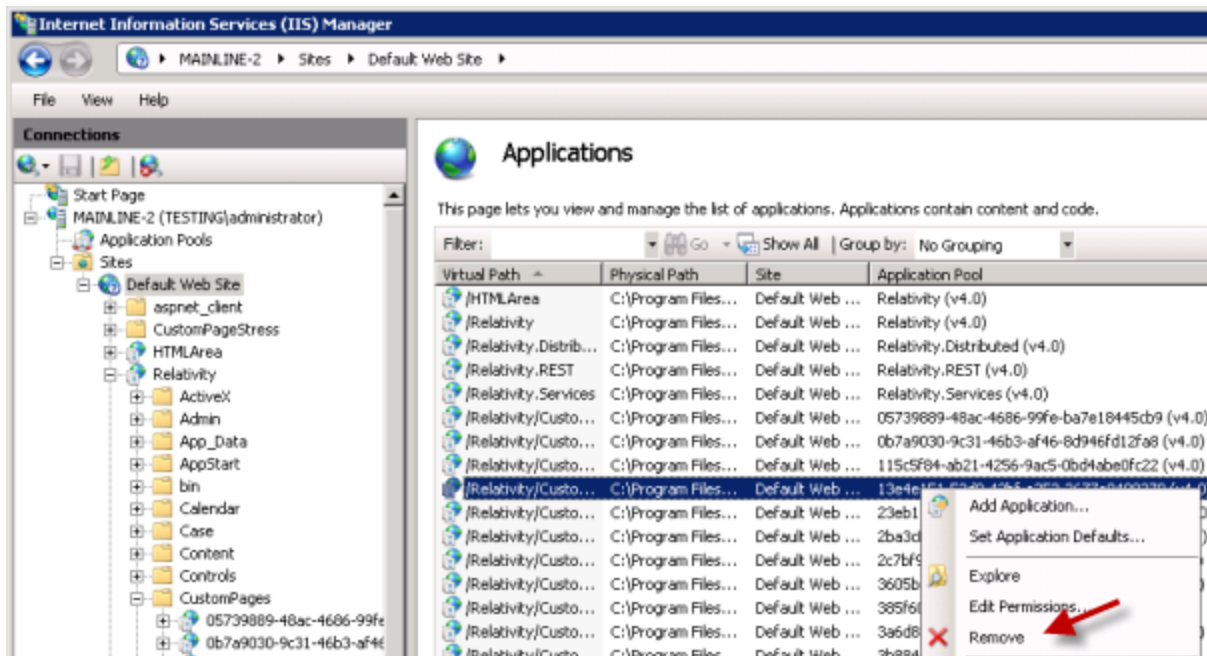 Internet Information Services (IIS) Manager
MAINLINE-2 Sites Default Web Site
File View Help
Connections
Start Page
MAINLINE-2 (TESTING\administrator)
Application Pools
Sites
Default Web Site
aspnet_client
CustomPageStress
HTMLArea
Relativity
ActiveX
Admin
App_Data
AppStart
bin
Calendar
Case
Content
Controls
CustomPages
05739889-48ac-4686-99fe
0b7a9030-9c31-46b3-af46
Applications
This page lets you view and manage the list of applications. Applications contain content and code.
Filter: Go Show All Group by: No Grouping
Virtual Path Physical Path Site Application Pool
/HTMLArea C:\Program Files... Default Web ... Relativity (v4.0)
/Relativity C:\Program Files... Default Web ... Relativity (v4.0)
/Relativity.Distrib... C:\Program Files... Default Web ... Relativity.Distributed (v4.0)
/Relativity.REST C:\Program Files... Default Web ... Relativity.REST (v4.0)
/Relativity.Services C:\Program Files... Default Web ... Relativity.Services (v4.0)
/Relativity/Custo... C:\Program Files... Default Web ... 05739889-48ac-4686-99fe-ba7e18445cb9 (v4.0)
/Relativity/Custo... C:\Program Files... Default Web ... 0b7a9030-9c31-46b3-af46-8d946fd12fa8 (v4.0)
/Relativity/Custo... C:\Program Files... Default Web ... 115c5f84-ab21-4256-9ac5-0bd4abe0fc22 (v4.0)
/Relativity/Custo... C:\Program Files... Default Web ...
/Relativity/Custo... C:\Program Files... Default Web ... 23eb1
/Relativity/Custo... C:\Program Files... Default Web ... 2ba3d
/Relativity/Custo... C:\Program Files... Default Web ... 2c7bf9
/Relativity/Custo... C:\Program Files... Default Web ... 3605b
/Relativity/Custo... C:\Program Files... Default Web ... 385f60
/Relativity/Custo... C:\Program Files... Default Web ... 3a6d8
/Relativity/Custo... C:\Program Files... Default Web ...
Add Application...
Set Application Defaults...
Explore
Edit Permissions...
Remove